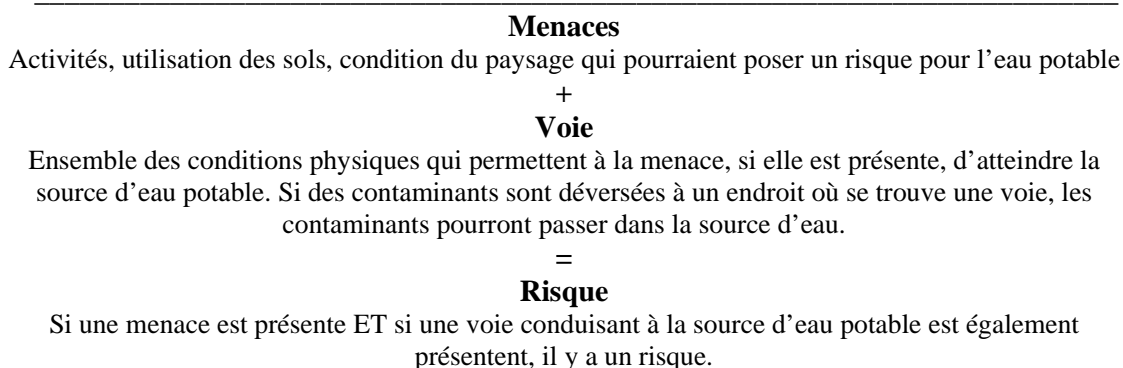 Menaces
Activités, utilisation des sols, condition du paysage qui pourraient poser un risque pour l’eau potable
+
Voie
Ensemble des conditions physiques qui permettent à la menace, si elle est présente, d’atteindre la
source d’eau potable. Si des contaminants sont déversées à un endroit où se trouve une voie, les
contaminants pourront passer dans la source d’eau.
=
Risque
Si une menace est présente ET si une voie conduisant à la source d’eau potable est également
présentent, il y a un risque.